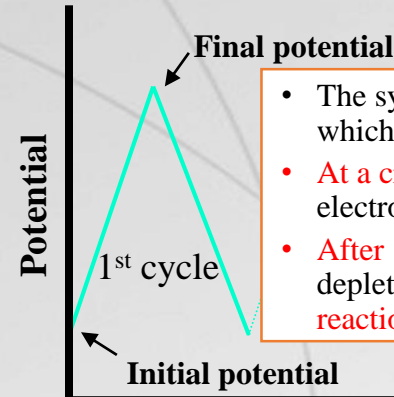 Final potential
• The sy
which
• At a c
electro
• After
deplet
reactio
Potential
1st cycle
Initial potential